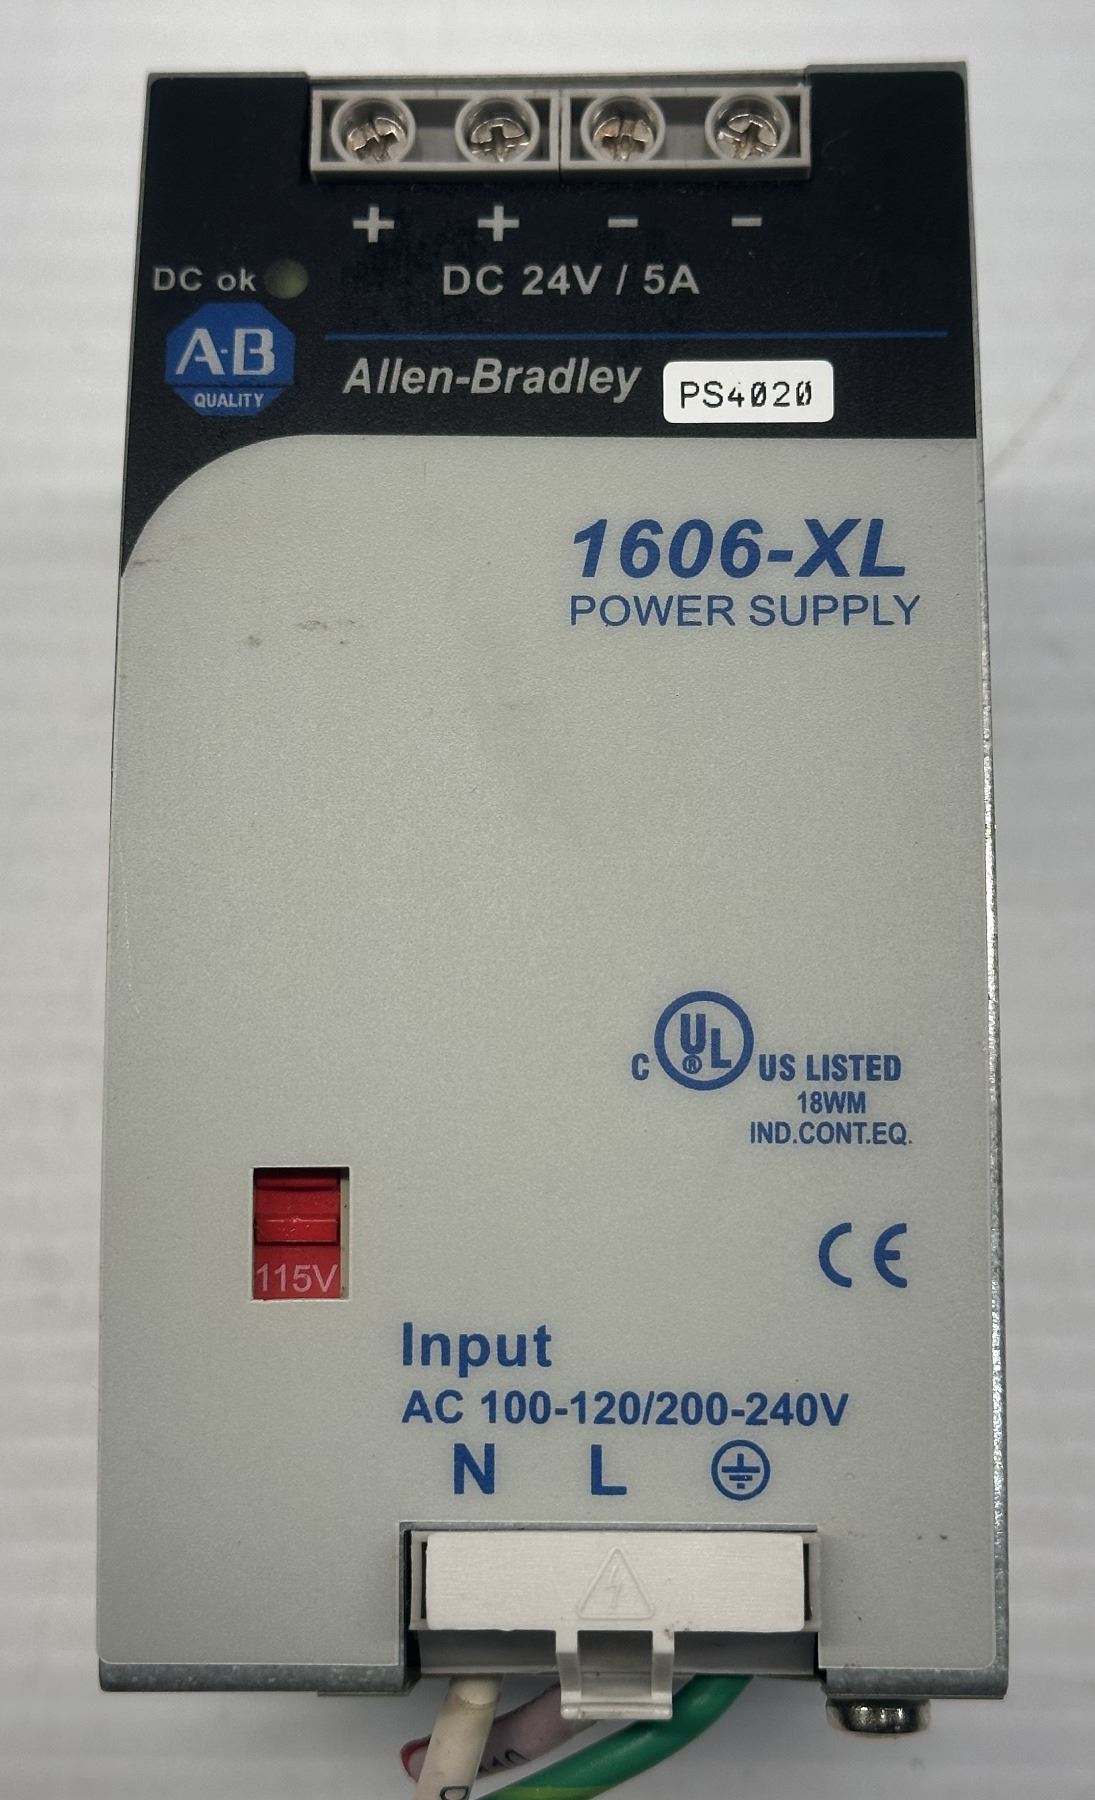 + + - -
DC ok DC 24V / 5A
A-B
QUALITY
Allen-Bradley
PS4020
1606-XL
POWER SUPPLY
C UL® US LISTED
18WM
IND.CONT.EQ.
115V
CE
Input
AC 100-120/200-240V
N L